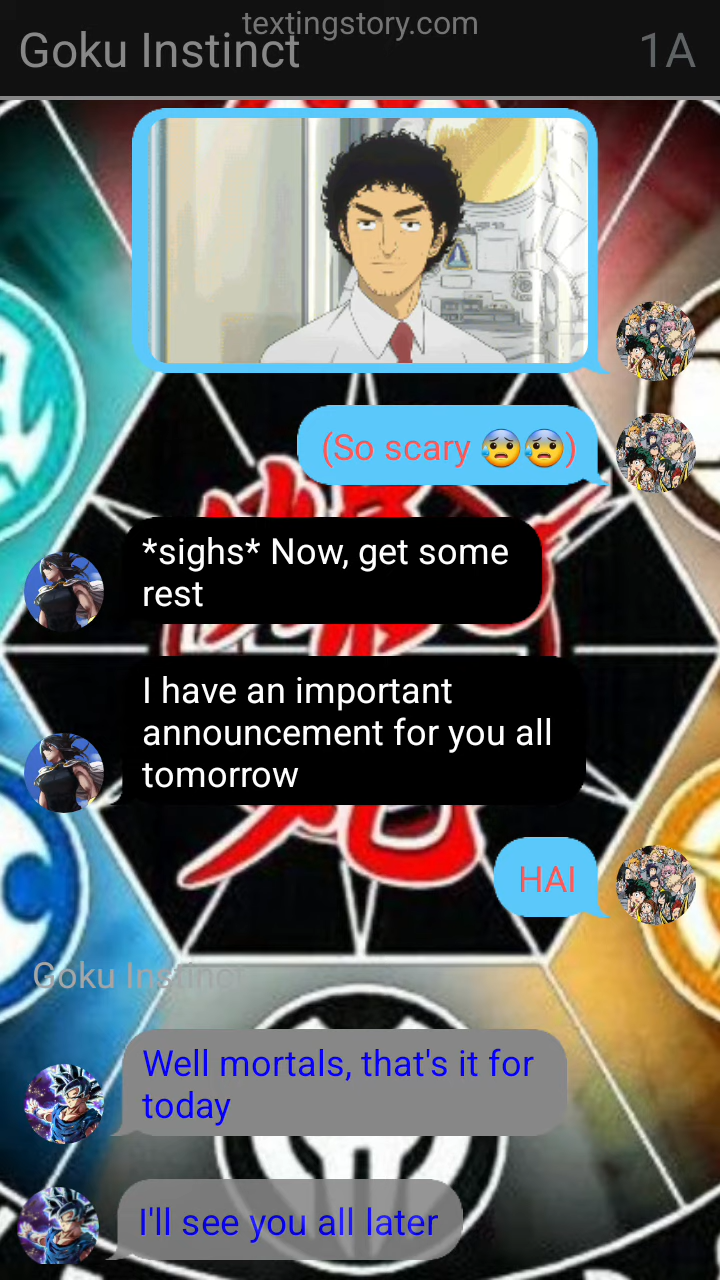 textingstory.com
Goku Instinct
1A
(So scary 😰😰)
*sighs* Now, get some
rest
I have an important
announcement for you all
tomorrow
HAI
Goku Instinct
Well mortals, that's it for
today
I'll see you all later